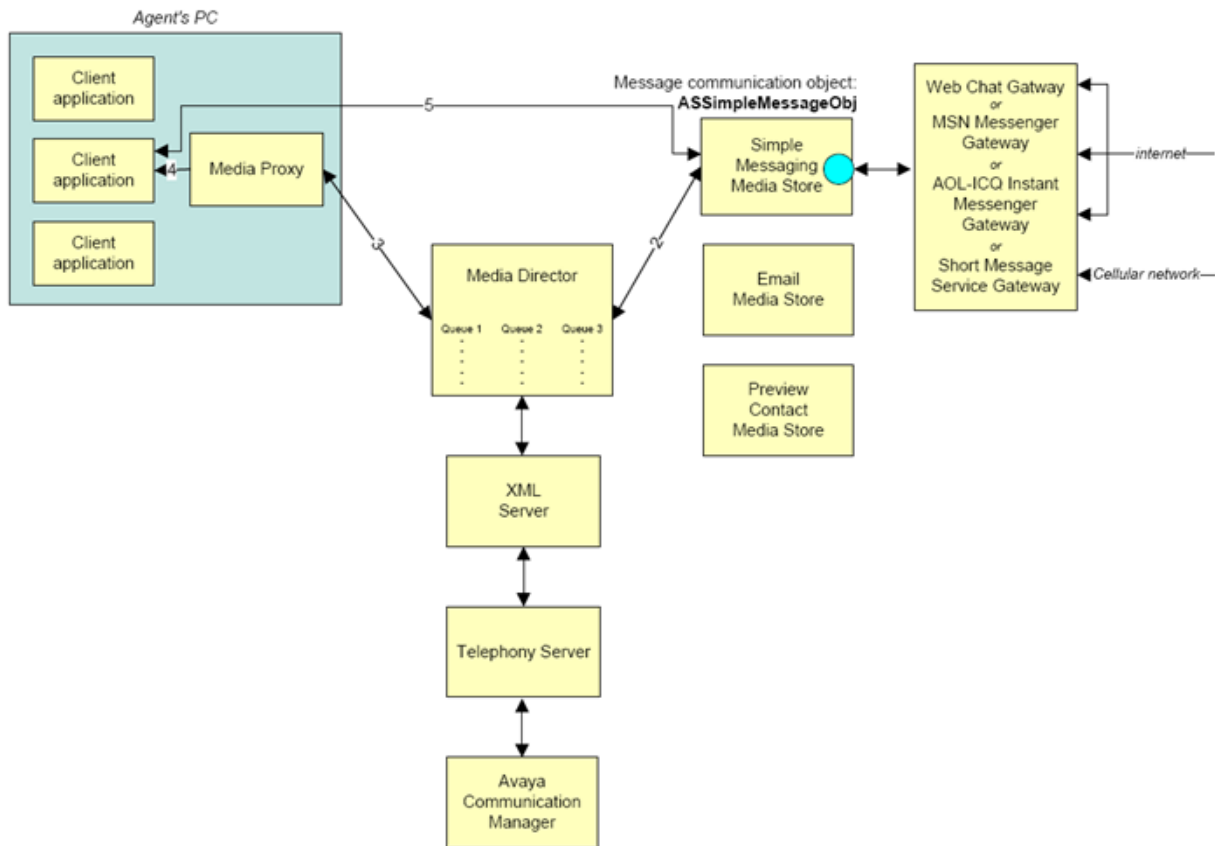 Agent's PC
Client
application
Client
application
Client
application
4
Media Proxy
5
3
2
Message communication object:
ASSimpleMessageObj
Simple
Messaging
Media Store
Email
Media Store
Preview
Contact
Media Store
Web Chat Gatway
or
MSN Messenger
Gateway
or
AOL-ICQ Instant
Messenger
Gateway
or
Short Message
Service Gateway
internet
Cellular network
Media Director
Queue 1 Queue 2 Queue 3
XML
Server
Telephony Server
Avaya
Communication
Manager